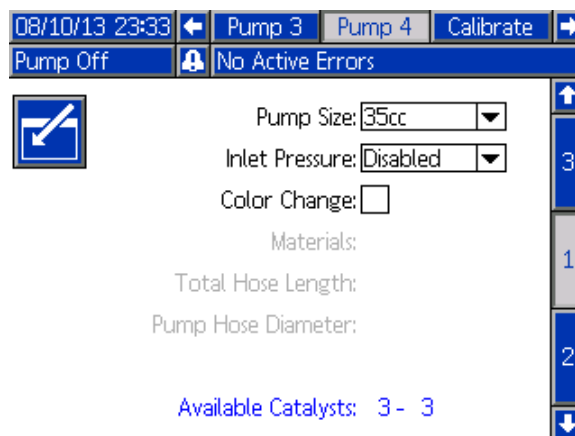 08/10/13 23:33 Pump 3 Pump 4 Calibrate
Pump Off No Active Errors
Pump Size: 35cc
Inlet Pressure: Disabled
3
Color Change:
Materials:
1
Total Hose Length:
Pump Hose Diameter:
2
Available Catalysts: 3 - 3